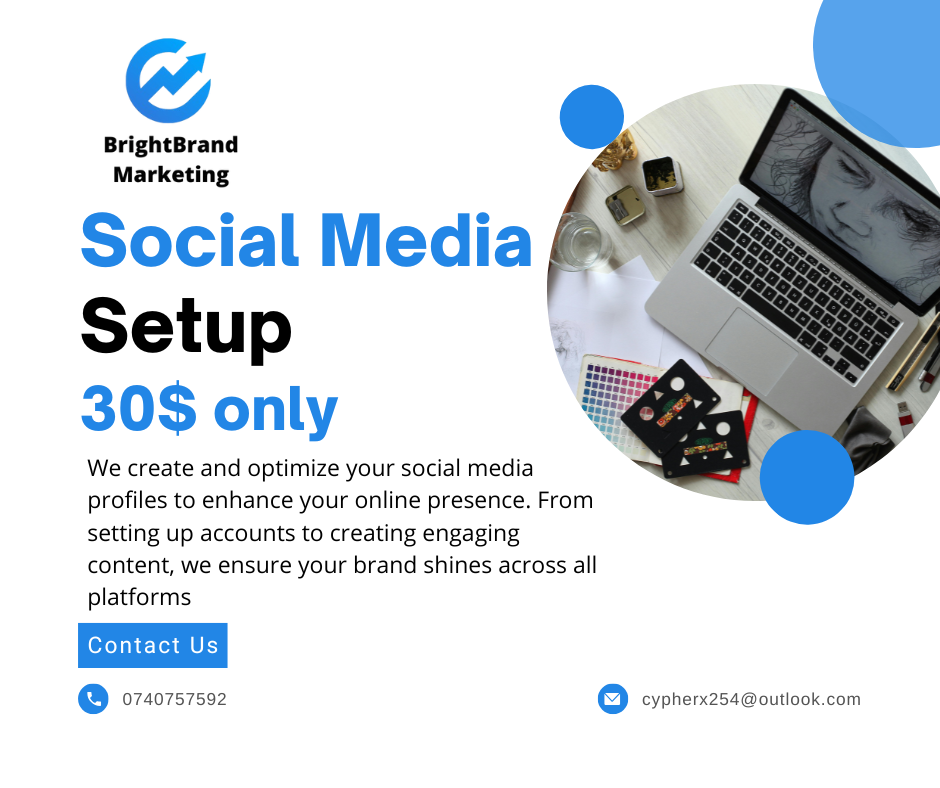 BrightBrand
Marketing
Social Media
Setup
30$ only
We create and optimize your social media
profiles to enhance your online presence. From
setting up accounts to creating engaging
content, we ensure your brand shines across all
platforms
Contact Us
0740757592
cypherx254@outlook.com